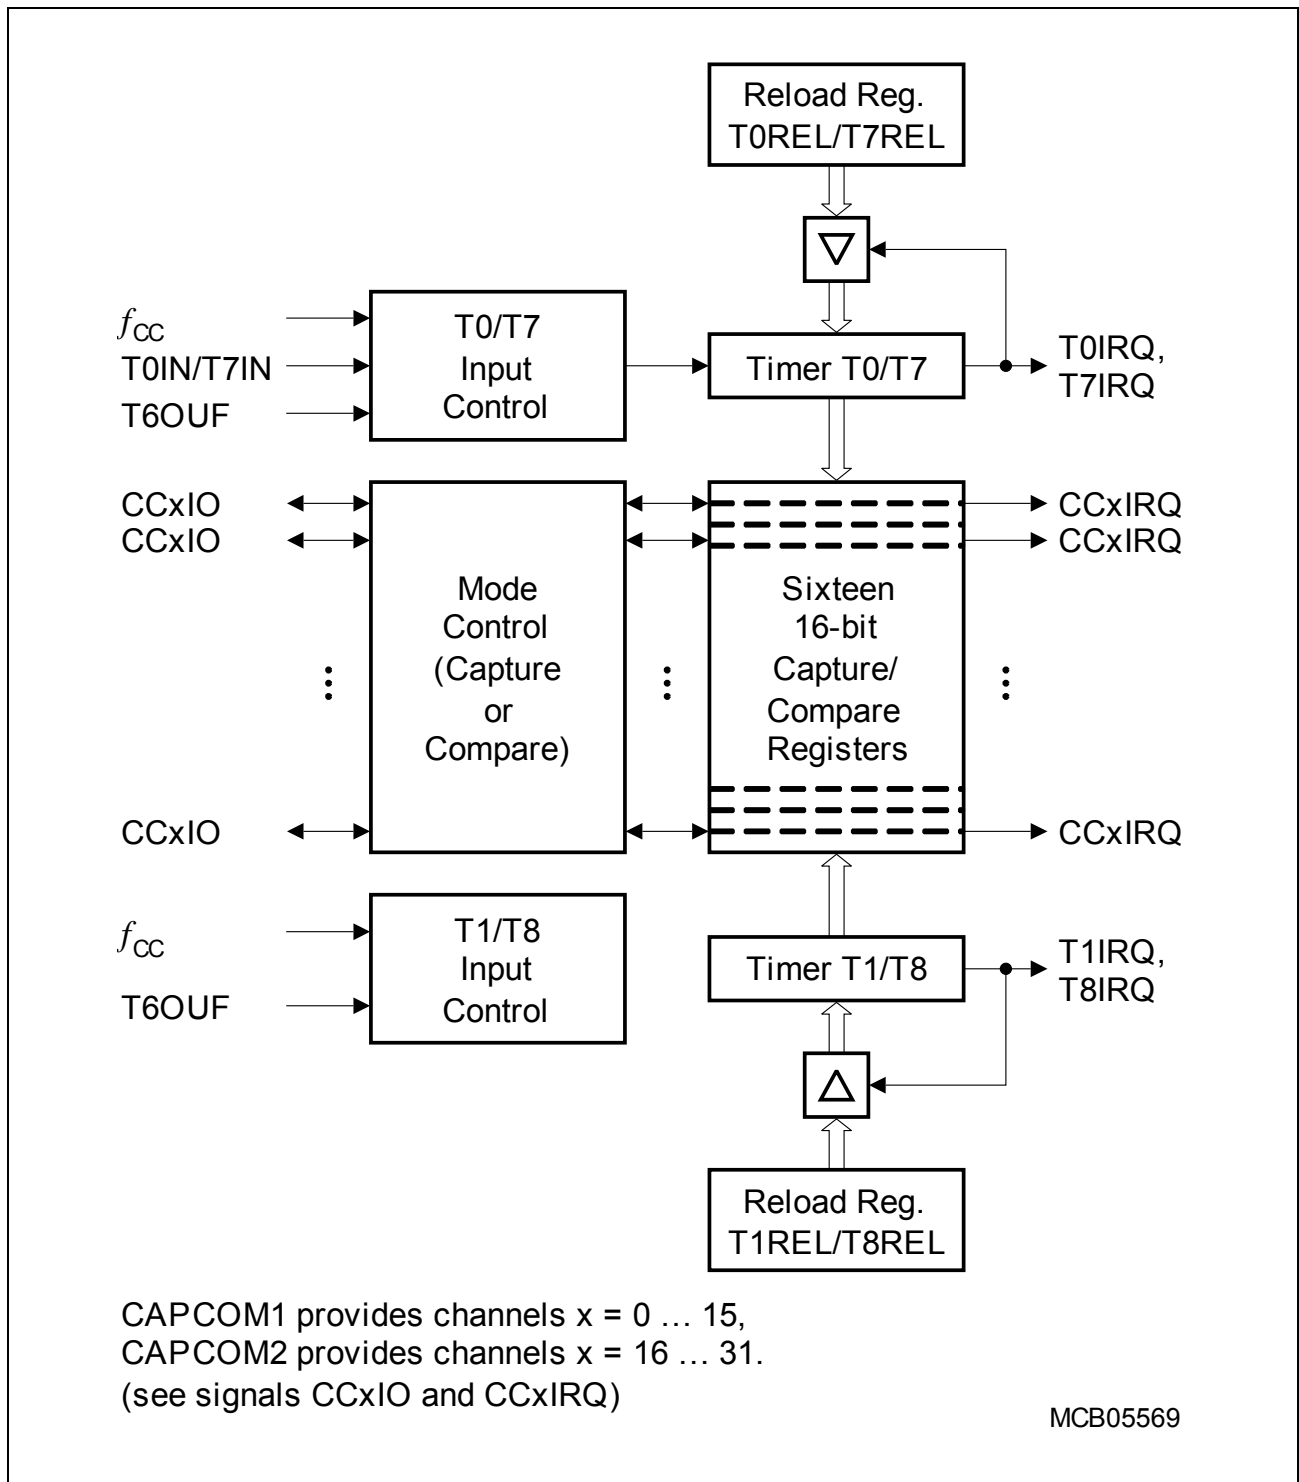 Reload Reg.
T0REL/T7REL
fCC
T0IN/T7IN
T6OUF
T0/T7
Input
Control
Timer T0/T7
T0IRQ,
T7IRQ
CCxIO
CCxIO
CCxIO
Mode
Control
(Capture
or
Compare)
Sixteen
16-bit
Capture/
Compare
Registers
CCxIRQ
CCxIRQ
CCxIRQ
fCC
T6OUF
T1/T8
Input
Control
Timer T1/T8
T1IRQ,
T8IRQ
Reload Reg.
T1REL/T8REL
CAPCOM1 provides channels x = 0 … 15,
CAPCOM2 provides channels x = 16 … 31.
(see signals CCxIO and CCxIRQ)
MCB05569